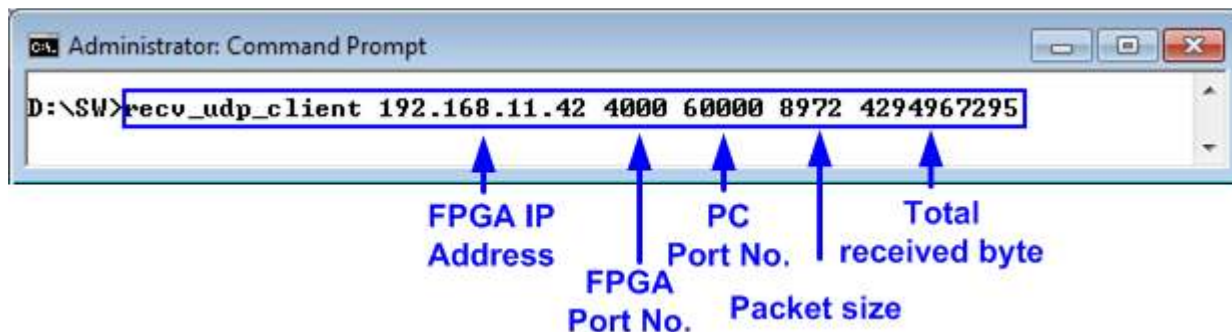 Administrator: Command Prompt
D:\SW>recv_udp_client 192.168.11.42 4000 60000 8972 4294967295
FPGA IP
Address
FPGA
Port No.
PC
Port No.
Packet size
Total
received byte